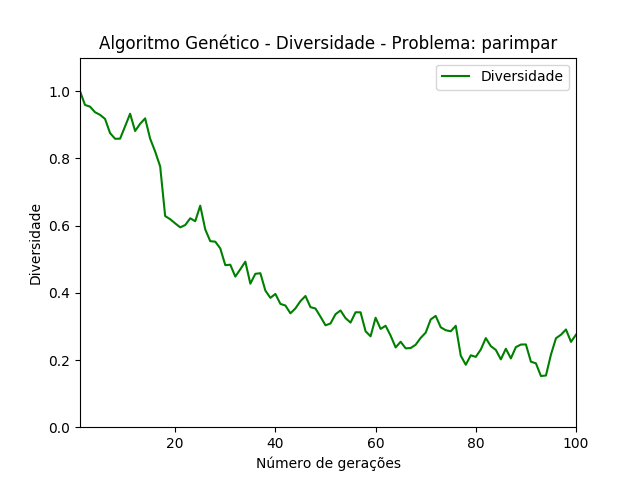 Algoritmo Genético - Diversidade - Problema: parimpar
Diversidade
1.0
0.8
0.6
0.4
0.2
0.0
Diversidade
20
40
60
80
100
Número de gerações